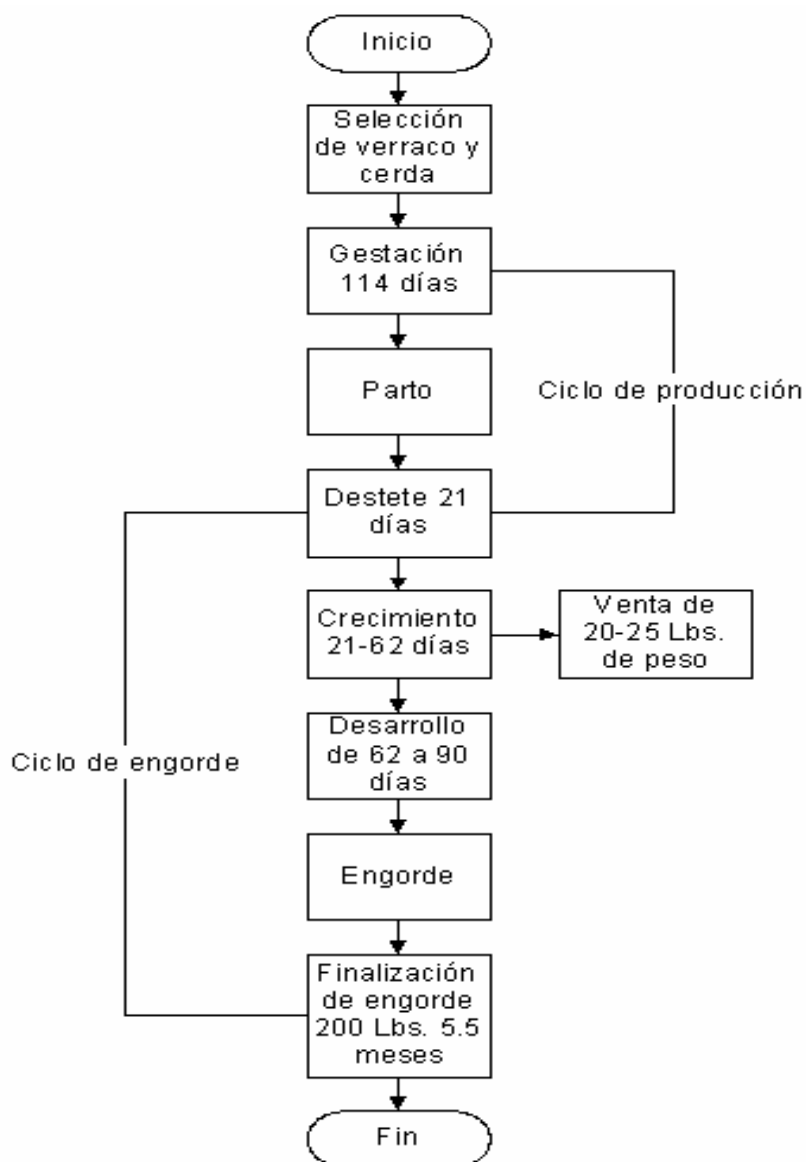 Inicio
Selección
de verraco y
cerda
Gestación
114 días
Parto
Ciclo de producción
Destete 21
días
Crecimiento
21-62 días
Venta de
20-25 Lbs.
de peso
Desarrollo
de 62 a 90
días
Ciclo de engorde
Engorde
Finalización
de engorde
200 Lbs. 5.5
meses
Fin